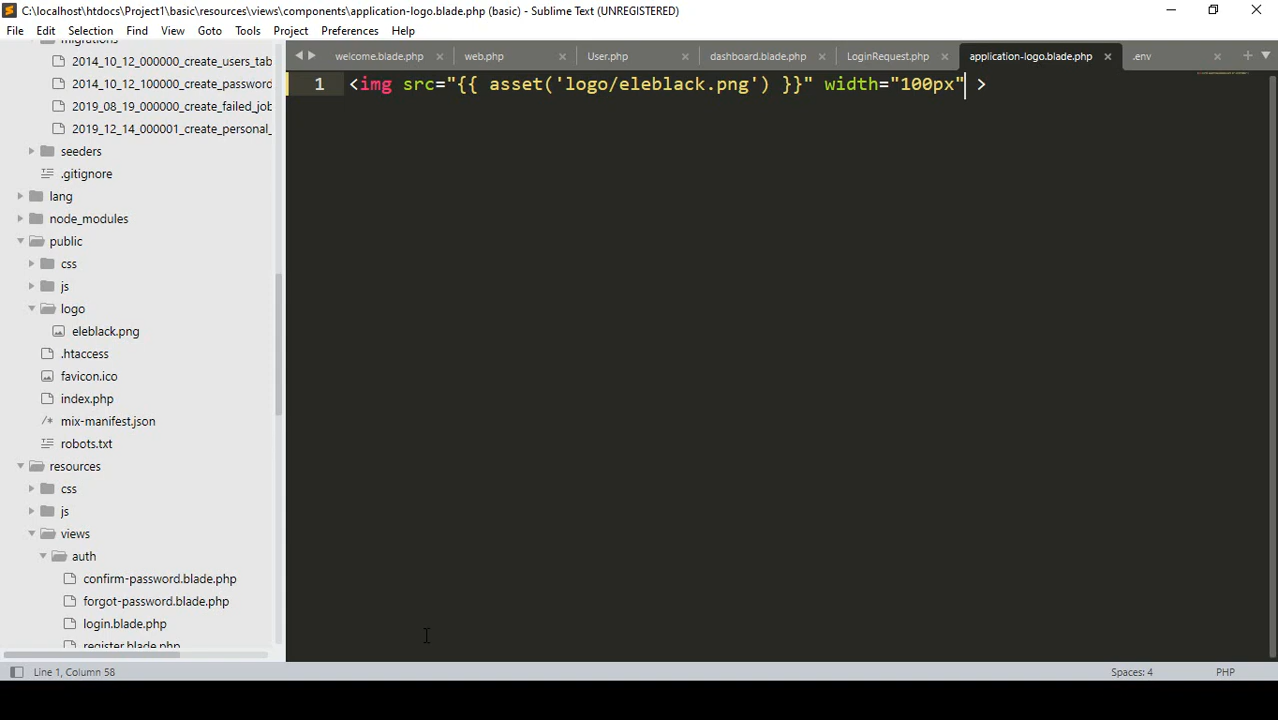 C:\localhost\htdocs\Project1\basic\resources\views\components\application-logo.blade.php (basic) - Sublime Text (UNREGISTERED)
File Edit Selection Find View Goto Tools Project Preferences Help
migrations
2014_10_12_000000_create_users_tab
2014_10_12_100000_create_password
2019_08_19_000000_create_failed_job
2019_12_14_000001_create_personal_
seeders
.gitignore
lang
node_modules
public
css
js
logo
eleblack.png
.htaccess
favicon.ico
index.php
mix-manifest.json
robots.txt
resources
css
js
views
auth
confirm-password.blade.php
forgot-password.blade.php
login.blade.php
register.blade.php
welcome.blade.php web.php User.php dashboard.blade.php LoginRequest.php application-logo.blade.php .env
1 <img src="{{ asset('logo/eleblack.png') }}" width="100px" >
Line 1, Column 58 Spaces: 4 PHP